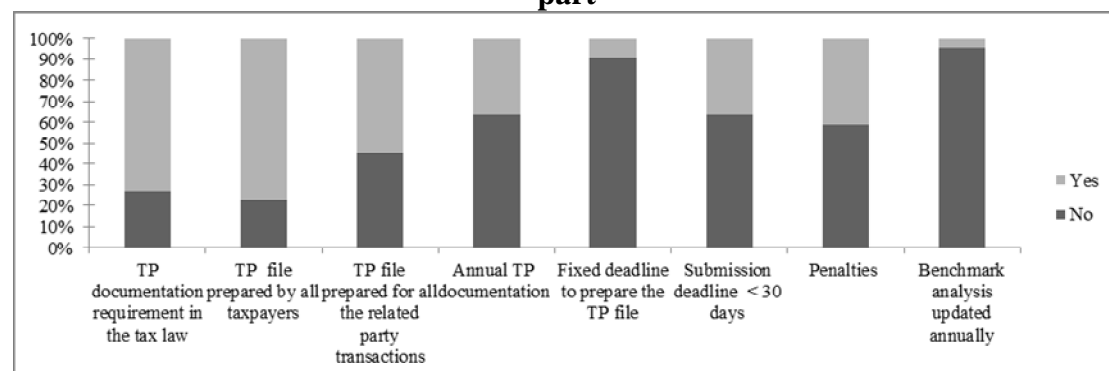 part
100%
90%
80%
70%
60%
50%
40%
30%
20%
10%
0%
TP
documentation
requirement in
the tax law
TP file
prepared by all
taxpayers
TP file
prepared for all
the related
party
transactions
Annual TP
documentation
Fixed deadline
to prepare the
TP file
Submission
deadline < 30
days
Penalties
Benchmark
analysis
updated
annually
Yes
No